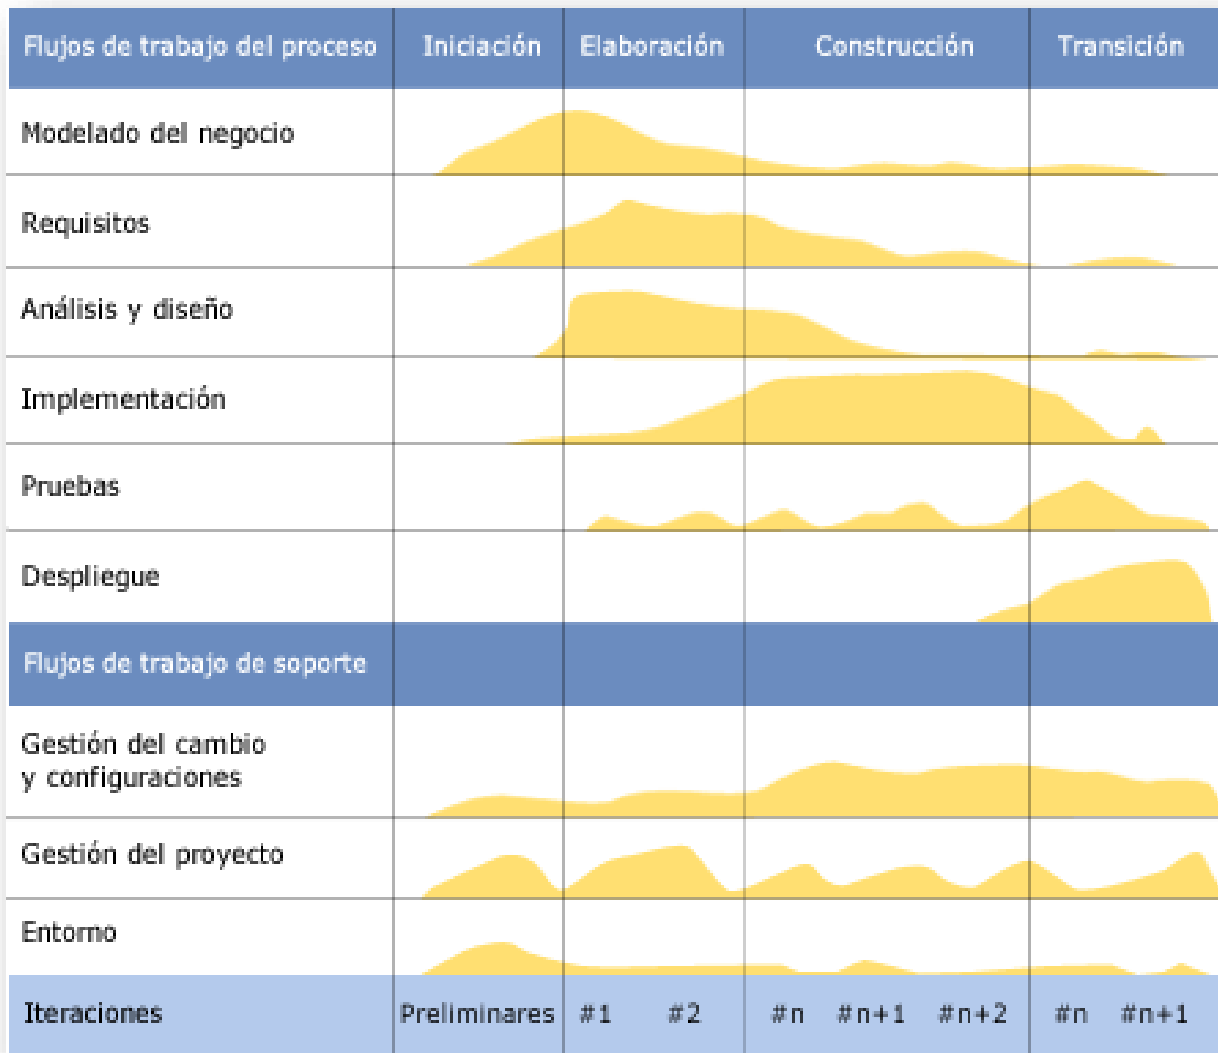 Flujos de trabajo del proceso Iniciación Elaboración Construcción Transición
Modelado del negocio
Requisitos
Análisis y diseño
Implementación
Pruebas
Despliegue
Flujos de trabajo de soporte
Gestión del cambio
y configuraciones
Gestión del proyecto
Entorno
Iteraciones Preliminares #1 #2 #n #n+1 #n+2 #n #n+1